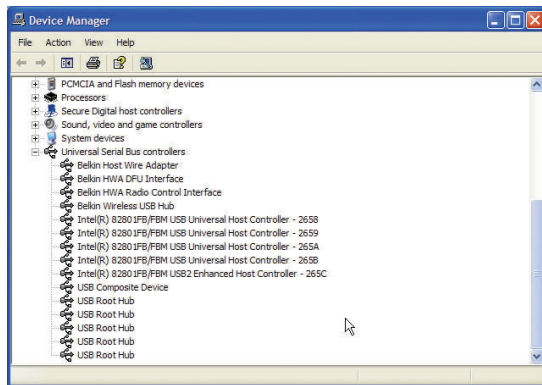 Device Manager
File Action View Help
PCMCIA and Flash memory devices
Processors
Secure Digital host controllers
Sound, video and game controllers
System devices
Universal Serial Bus controllers
Belkin Host Wire Adapter
Belkin HWA DFU Interface
Belkin HWA Radio Control Interface
Belkin Wireless USB Hub
Intel(R) 82801FB/FBM USB Universal Host Controller - 2658
Intel(R) 82801FB/FBM USB Universal Host Controller - 2659
Intel(R) 82801FB/FBM USB Universal Host Controller - 265A
Intel(R) 82801FB/FBM USB Universal Host Controller - 265B
Intel(R) 82801FB/FBM USB2 Enhanced Host Controller - 265C
USB Composite Device
USB Root Hub
USB Root Hub
USB Root Hub
USB Root Hub
USB Root Hub